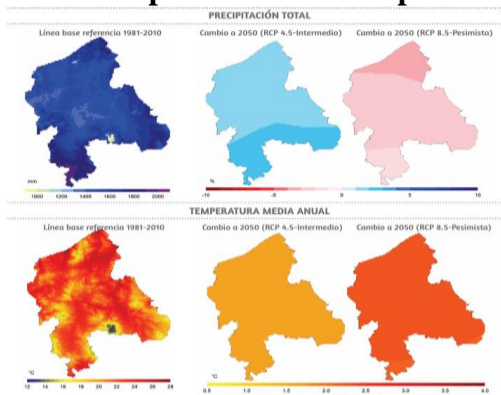 PRECIPITACIÓN TOTAL
Línea base referencia 1981-2010
Cambio a 2050 (RCP 4.5-Intermedio)
Cambio a 2050 (RCP 8.5-Pesimista)
mm
1000 1200 1400 1600 1800 2000
%
-10 -5 0 5 10
TEMPERATURA MEDIA ANUAL
Línea base referencia 1981-2010
Cambio a 2050 (RCP 4.5-Intermedio)
Cambio a 2050 (RCP 8.5-Pesimista)
°C
12 14 16 18 20 22 24 26 28
°C
0.5 1.0 1.5 2.0 2.5 3.0 3.5 4.0